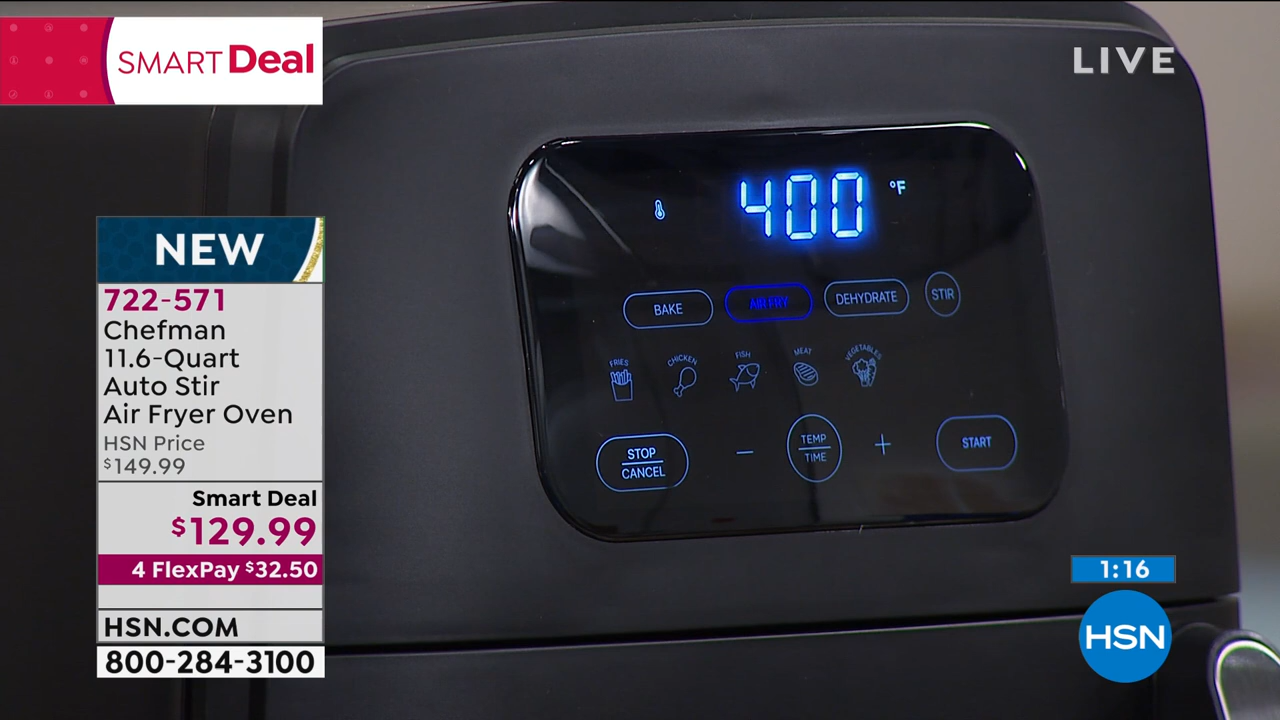 SMART Deal
LIVE
NEW
722-571
Chefman
11.6-Quart
Auto Stir
Air Fryer Oven
HSN Price
$149.99
Smart Deal
$129.99
4 FlexPay $32.50
HSN.COM
800-284-3100
400 °F
BAKE AIR FRY DEHYDRATE STIR
FRIES CHICKEN FISH MEAT VEGETABLES
STOP
CANCEL
−
TEMP
TIME
+
START
1:16
HSN